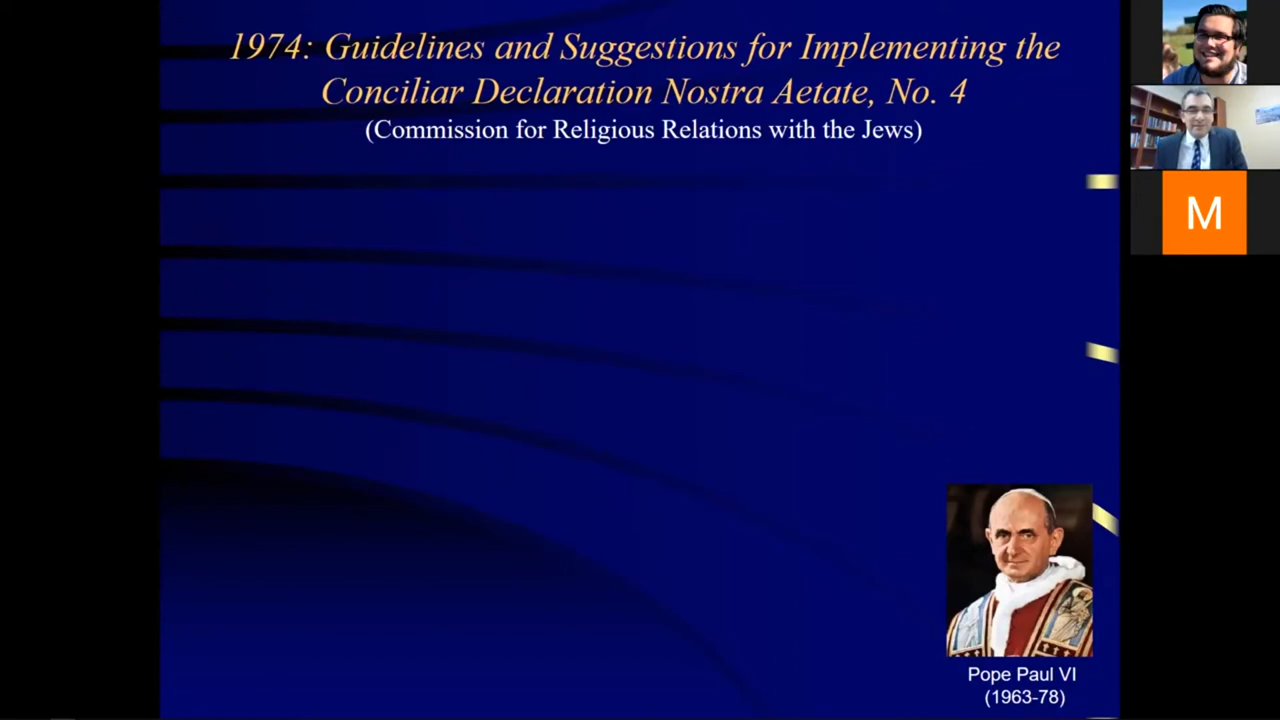 1974: Guidelines and Suggestions for Implementing the
Conciliar Declaration Nostra Aetate, No. 4
(Commission for Religious Relations with the Jews)
M
Pope Paul VI
(1963-78)